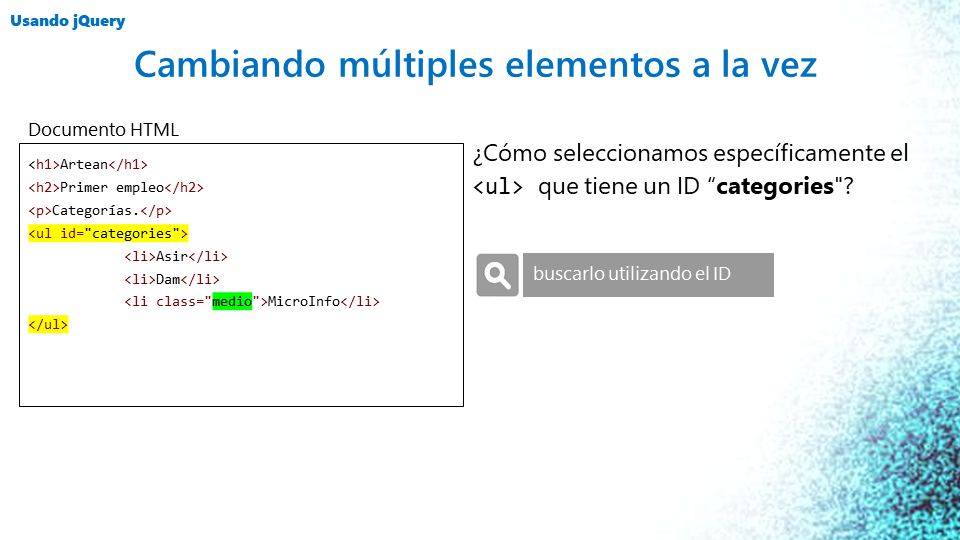 Usando jQuery
Cambiando múltiples elementos a la vez
Documento HTML
<h1>Artean</h1>
<h2>Primer empleo</h2>
<p>Categorías.</p>
<ul id="categories">
<li>Asir</li>
<li>Dam</li>
<li class="medio">MicroInfo</li>
</ul>
¿Cómo seleccionamos específicamente el
<ul> que tiene un ID “categories"?
buscarlo utilizando el ID